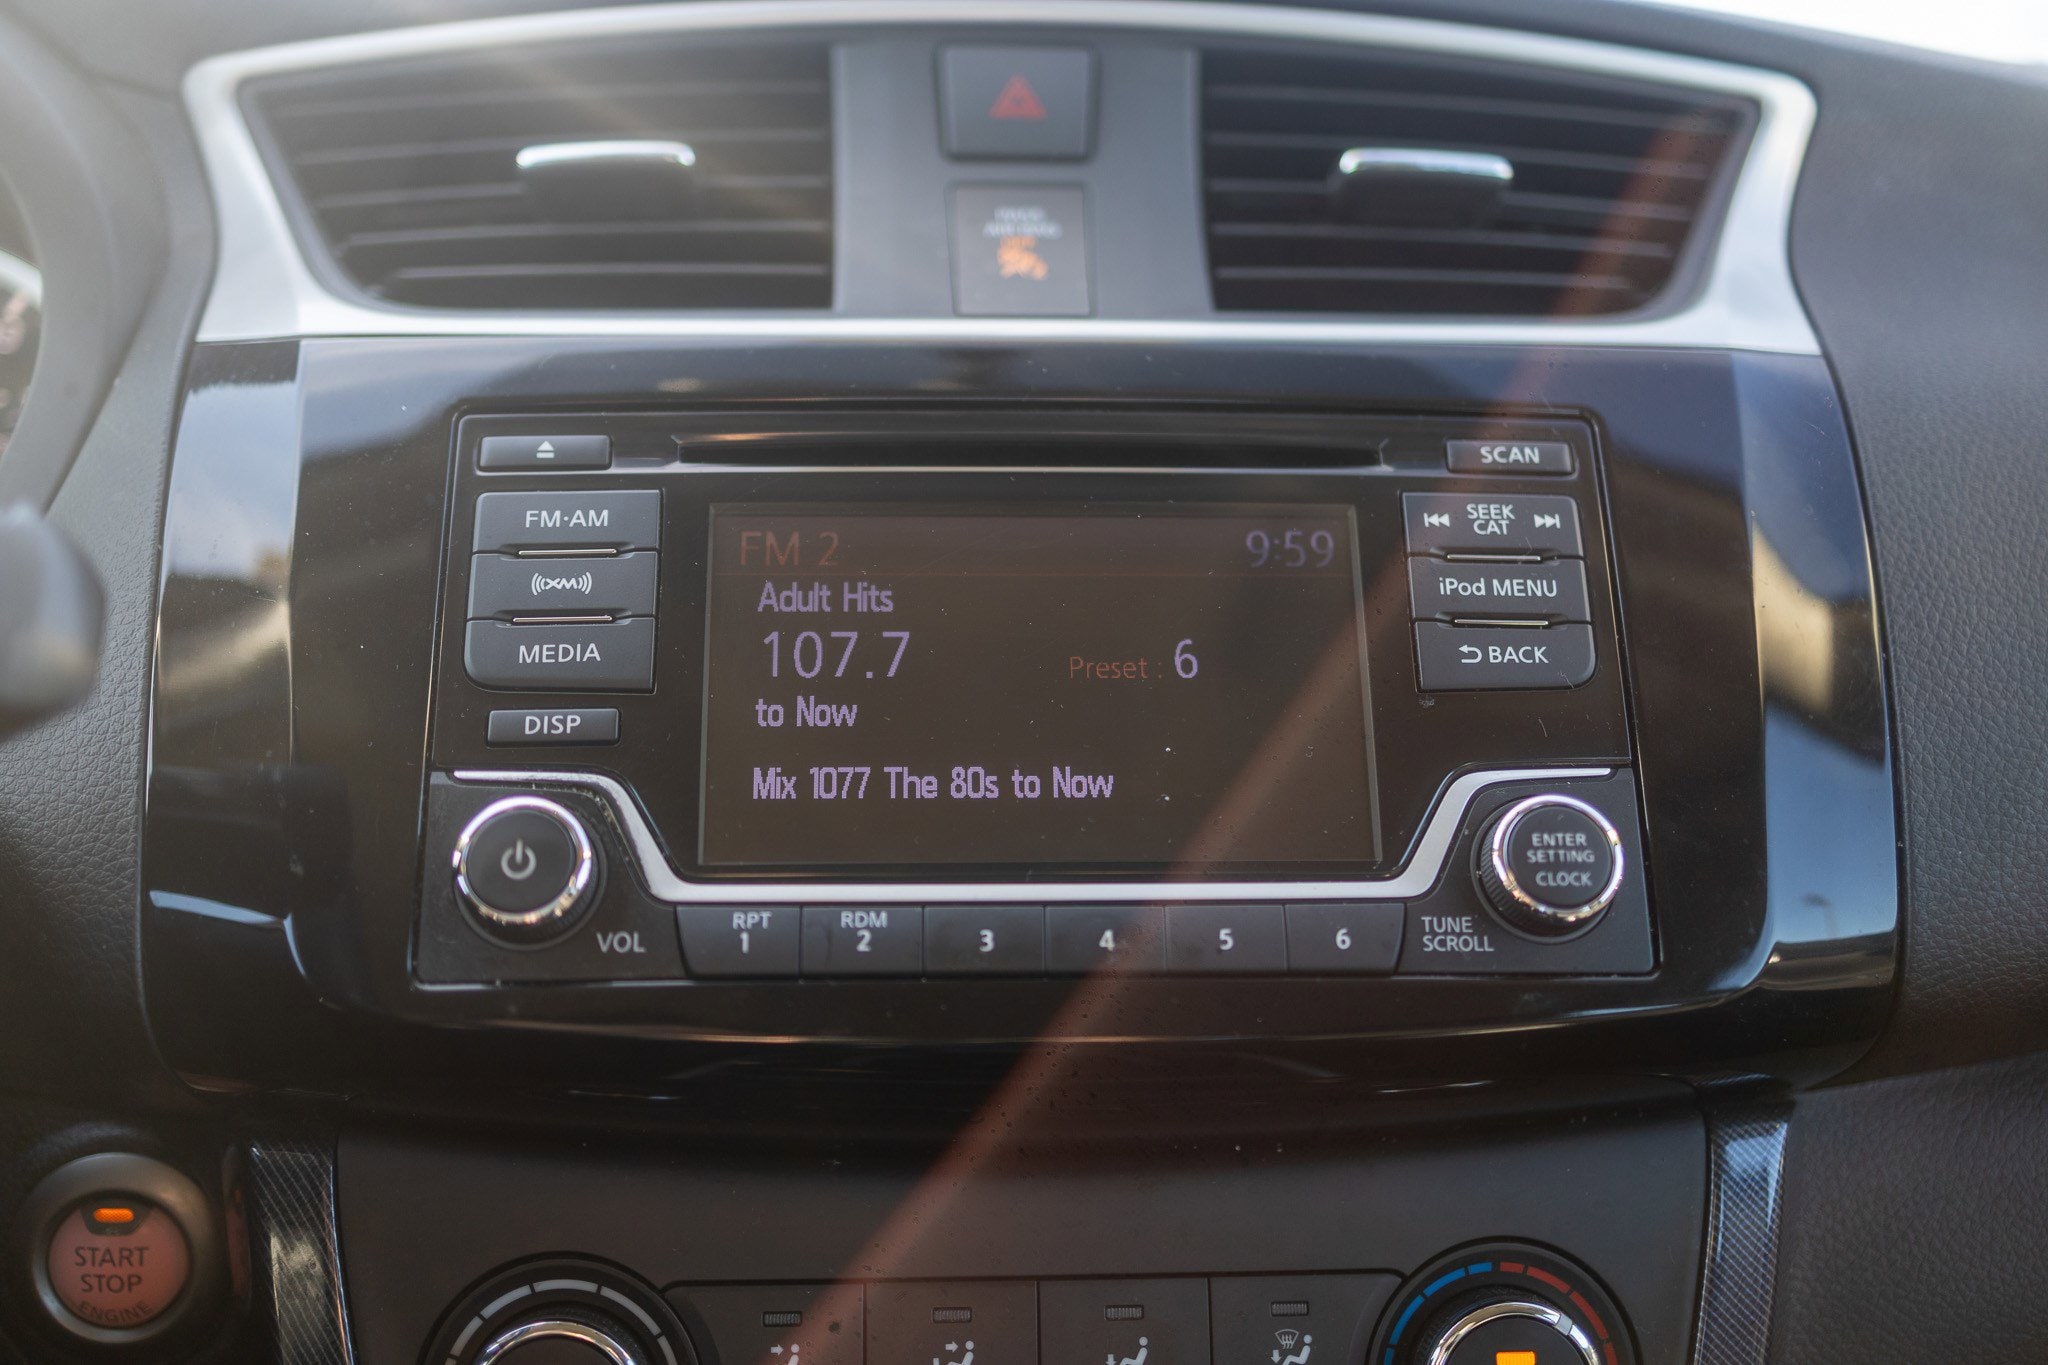 SCAN
FM·AM
SEEK
CAT
FM 2
9:59
XM
iPod MENU
Adult Hits
107.7
Preset : 6
MEDIA
BACK
to Now
DISP
Mix 1077 The 80s to Now
ENTER
SETTING
CLOCK
VOL
RPT
1
RDM
2
3
4
5
6
TUNE
SCROLL
START
STOP
ENGINE